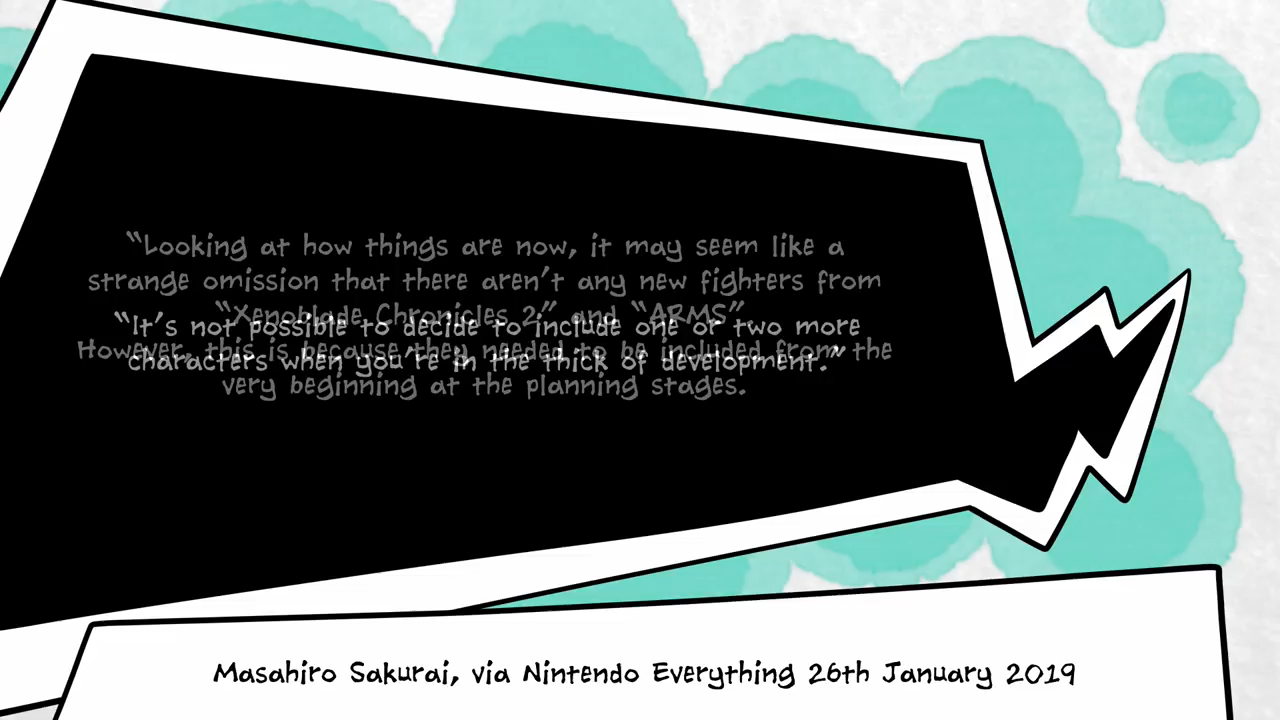 “Looking at how things are now, it may seem like a
strange omission that there aren’t any new fighters from
“Xenoblade Chronicles 2” and “ARMS”
However, this is because they needed to be included from the
very beginning at the planning stages.
“It’s not possible to decide to include one or two more
characters when you’re in the thick of development.”
Masahiro Sakurai, via Nintendo Everything 26th January 2019